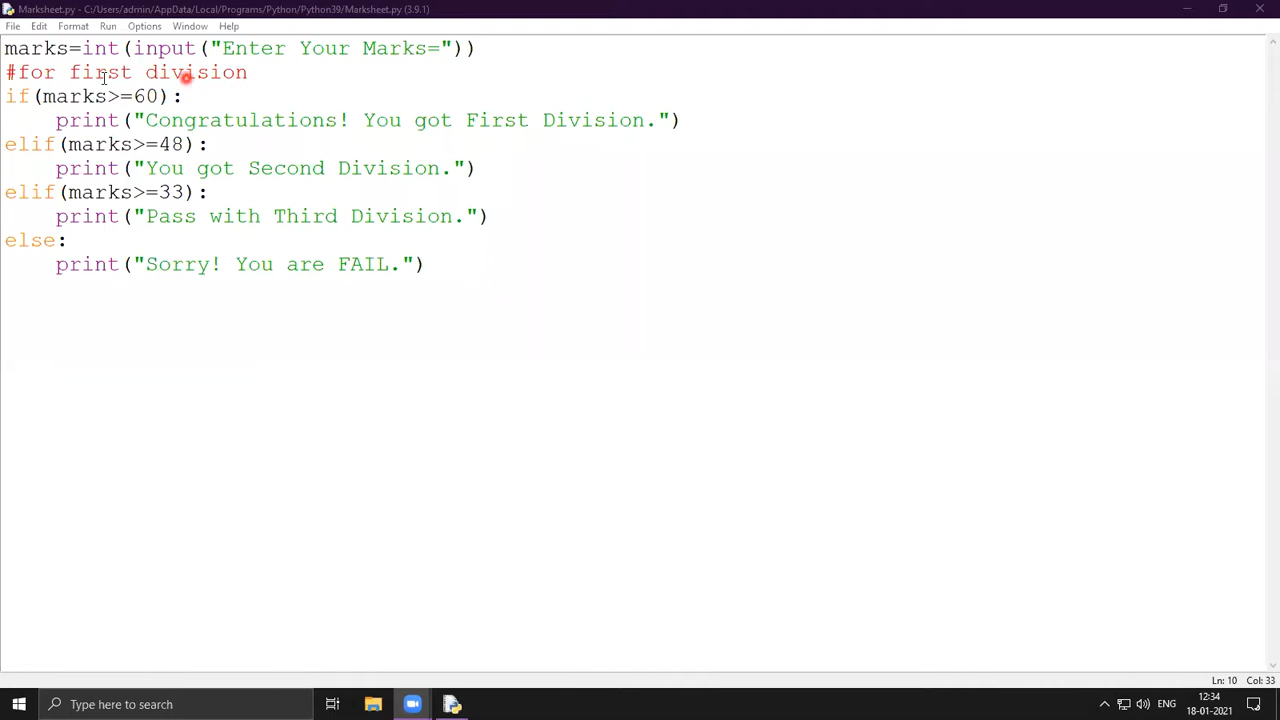 Marksheet.py - C:/Users/admin/AppData/Local/Programs/Python/Python39/Marksheet.py (3.9.1)
File Edit Format Run Options Window Help
marks=int(input("Enter Your Marks="))
#for first division
if(marks>=60):
    print("Congratulations! You got First Division.")
elif(marks>=48):
    print("You got Second Division.")
elif(marks>=33):
    print("Pass with Third Division.")
else:
    print("Sorry! You are FAIL.")
Ln: 10 Col: 33
Type here to search
ENG
12:34
18-01-2021